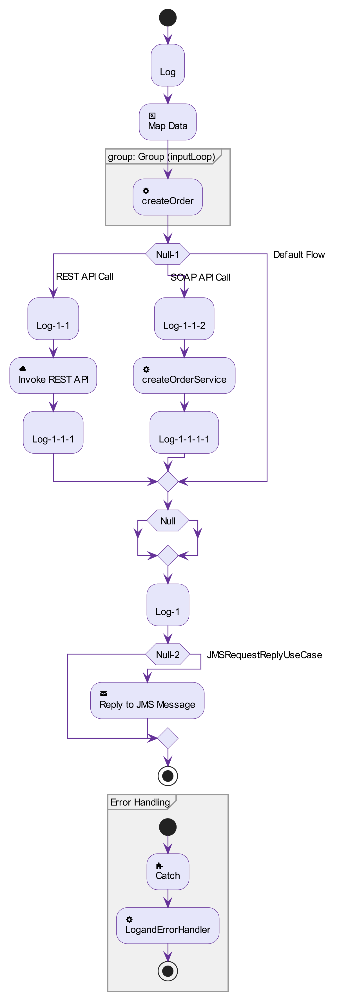 Log
Map Data
group: Group (inputLoop)
createOrder
Null-1
Default Flow
REST API Call
SOAP API Call
Log-1-1
Log-1-1-2
Invoke REST API
createOrderService
Log-1-1-1
Log-1-1-1-1
Null
Log-1
Null-2
JMSRequestReplyUseCase
Reply to JMS Message
Error Handling
Catch
LogandErrorHandler